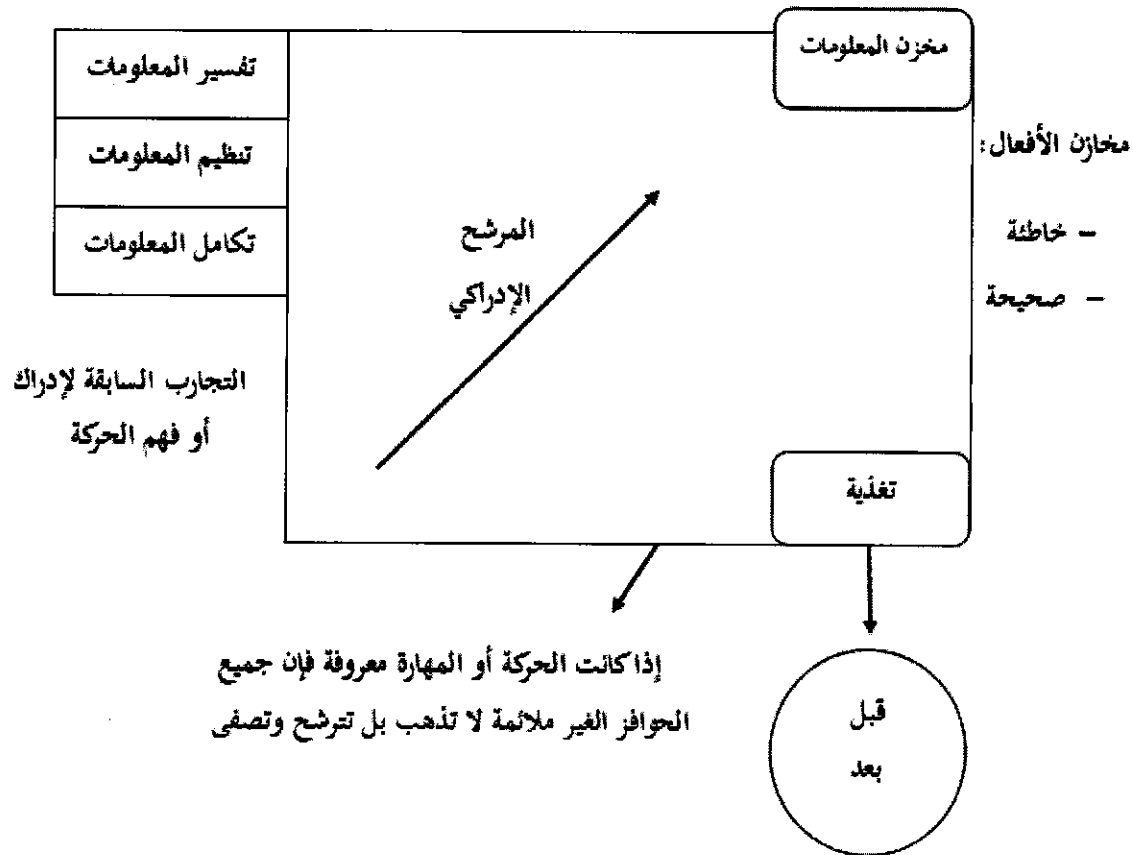 مخزن المعلومات
تفسير المعلومات
تنظيم المعلومات
تكامل المعلومات
مخازن الأفعال:
- خاطئة
- صحيحة
المرشح
الإدراكي
التجارب السابقة لإدراك
أو فهم الحركة
تغذية
إذا كانت الحركة أو المهارة معروفة فإن جميع
الحوافز الغير ملائمة لا تذهب بل تترشح وتصفى
قبل
بعد